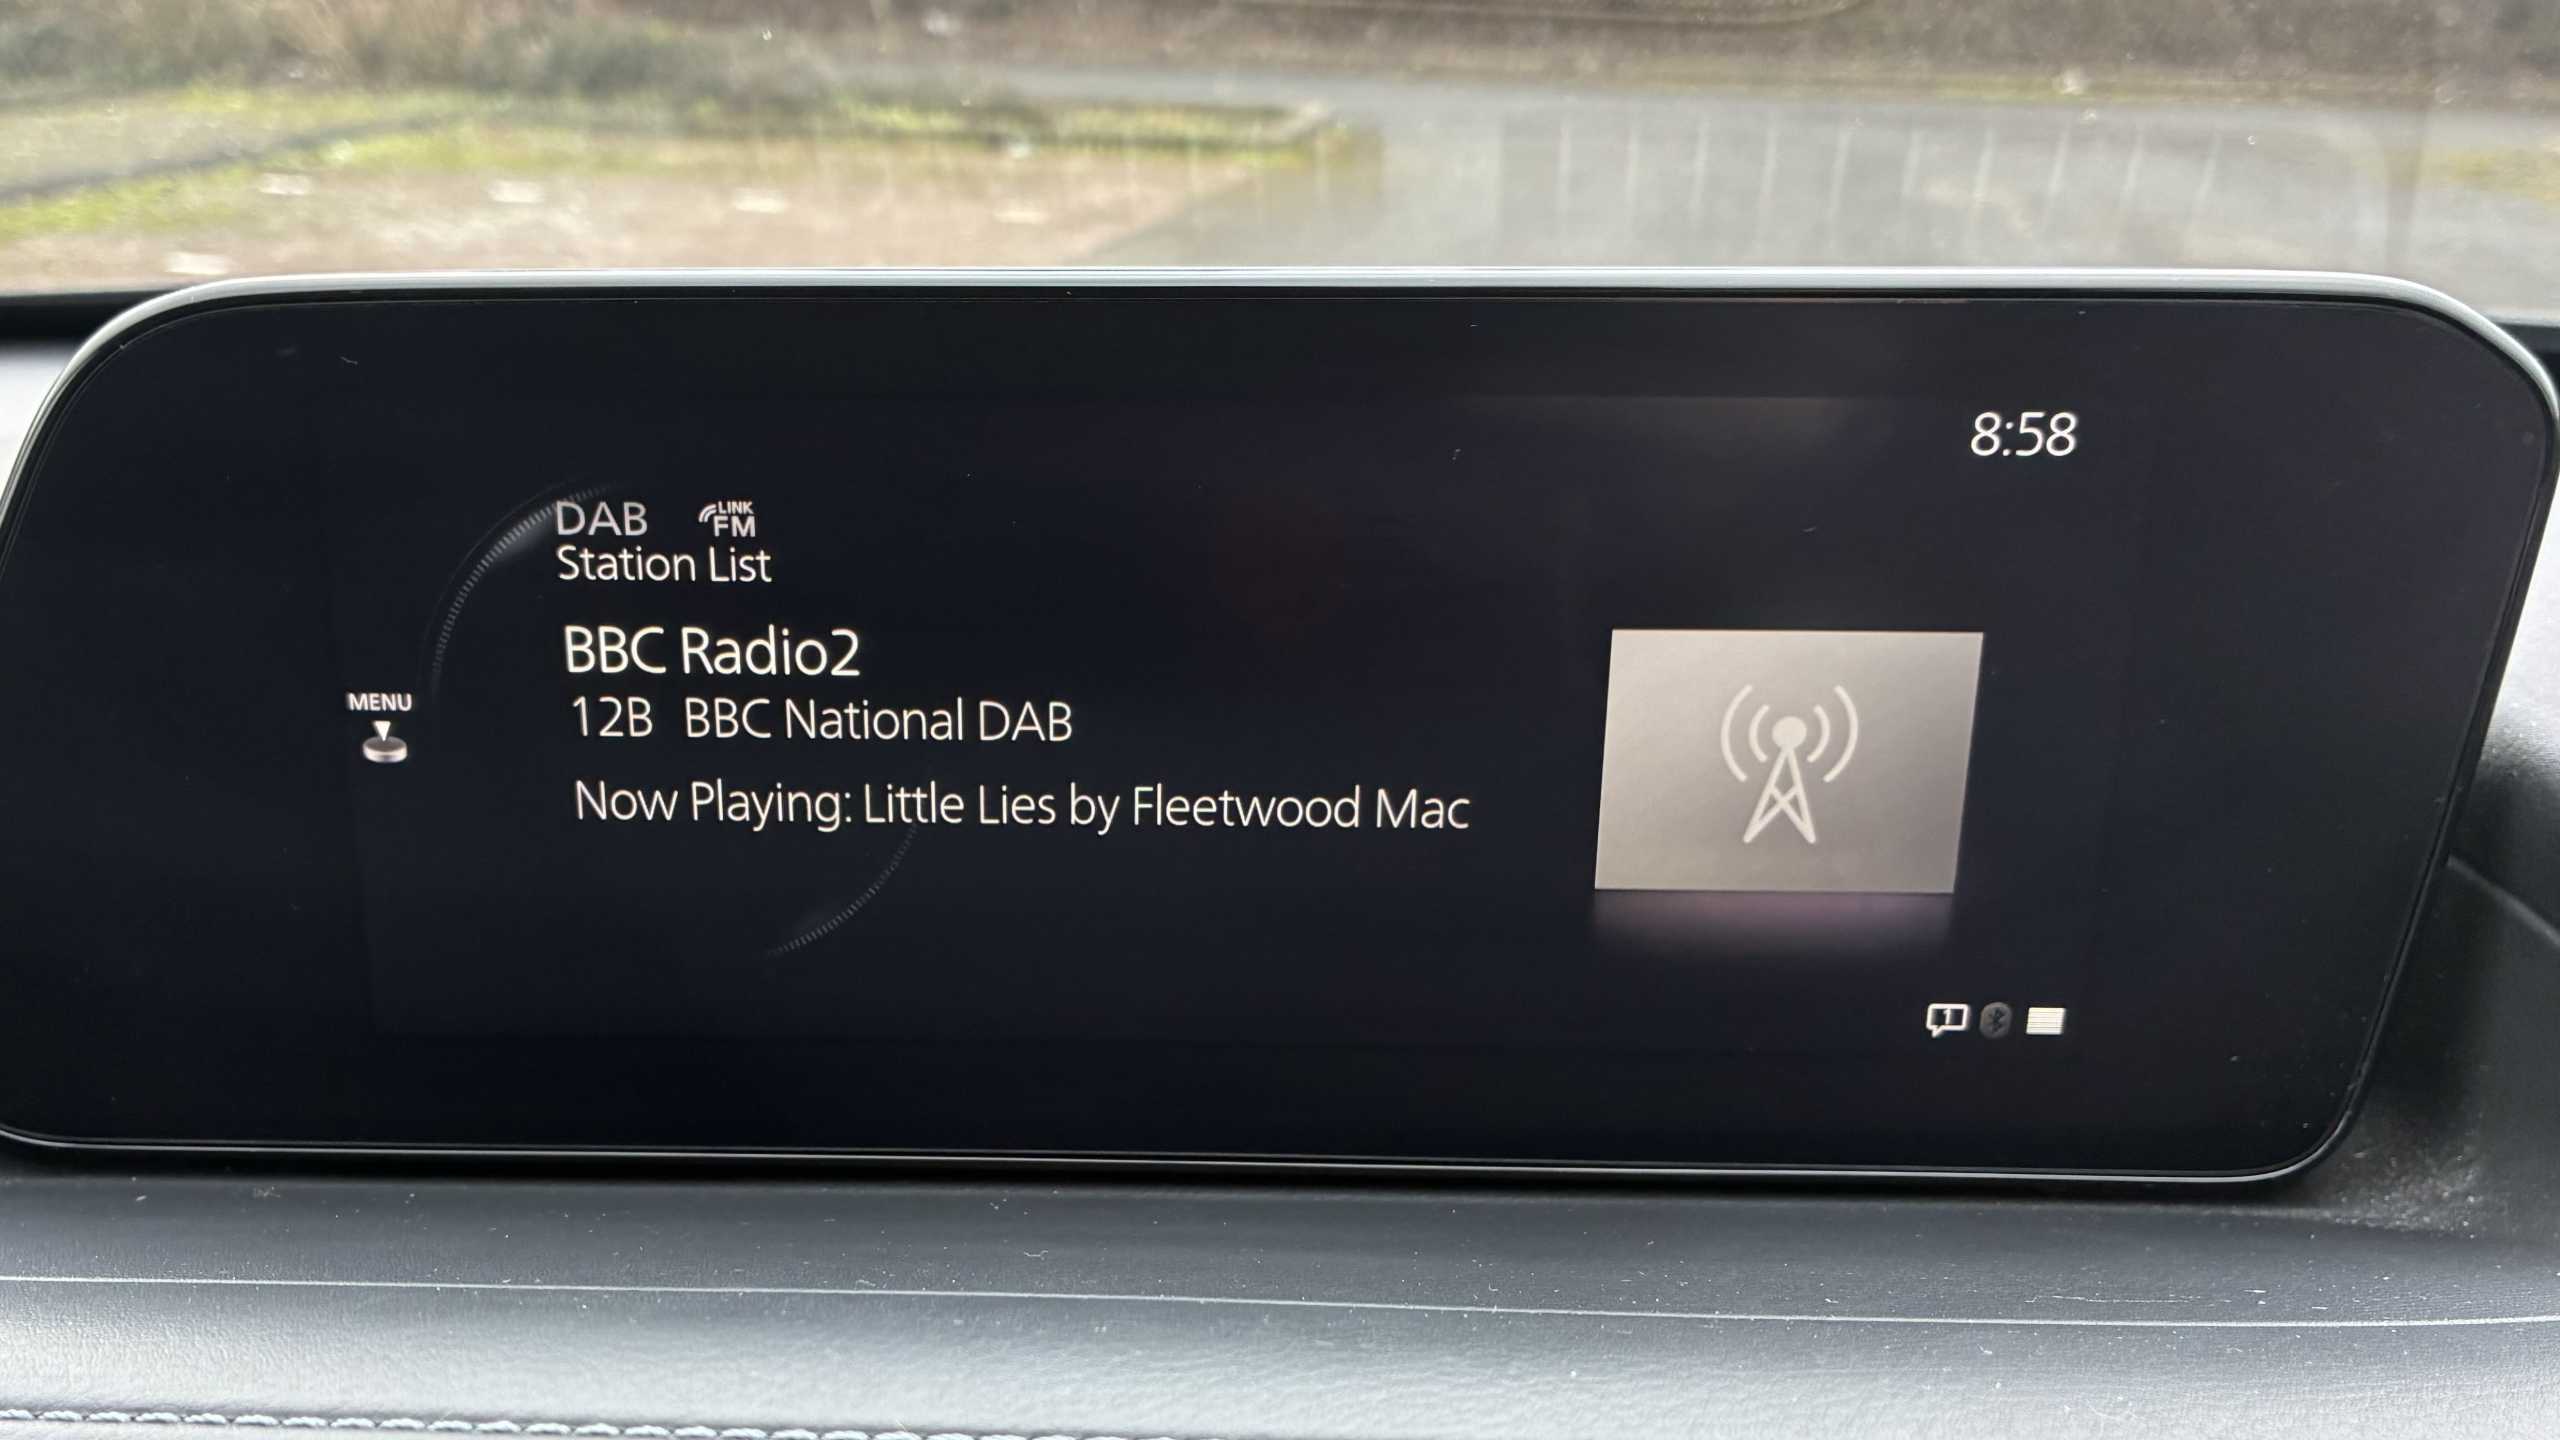 8:58
DAB LINK FM
Station List
BBC Radio2
12B BBC National DAB
MENU
Now Playing: Little Lies by Fleetwood Mac
1